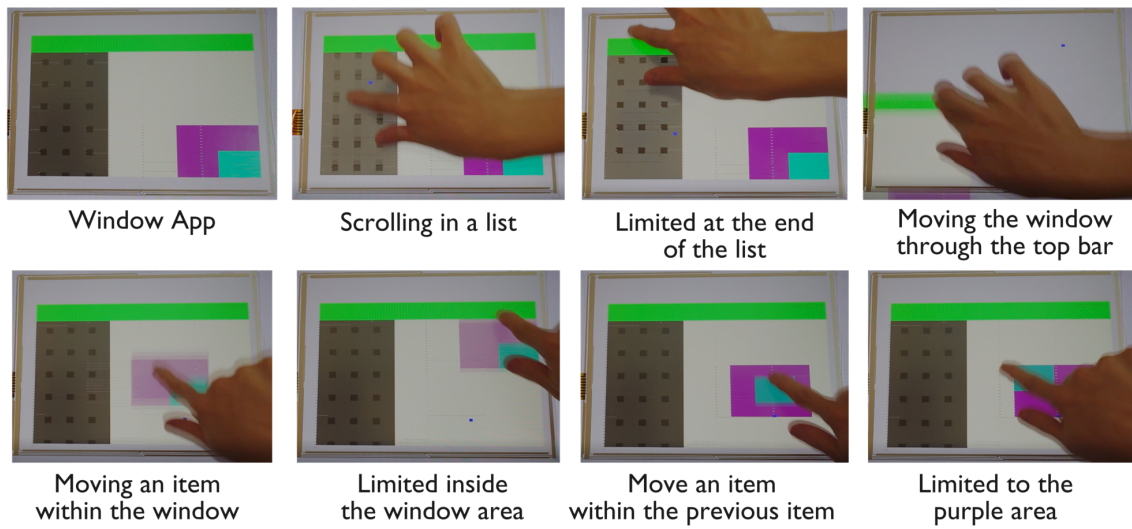 Window App
Scrolling in a list
Limited at the end
of the list
Moving the window
through the top bar
Moving an item
within the window
Limited inside
the window area
Move an item
within the previous item
Limited to the
purple area